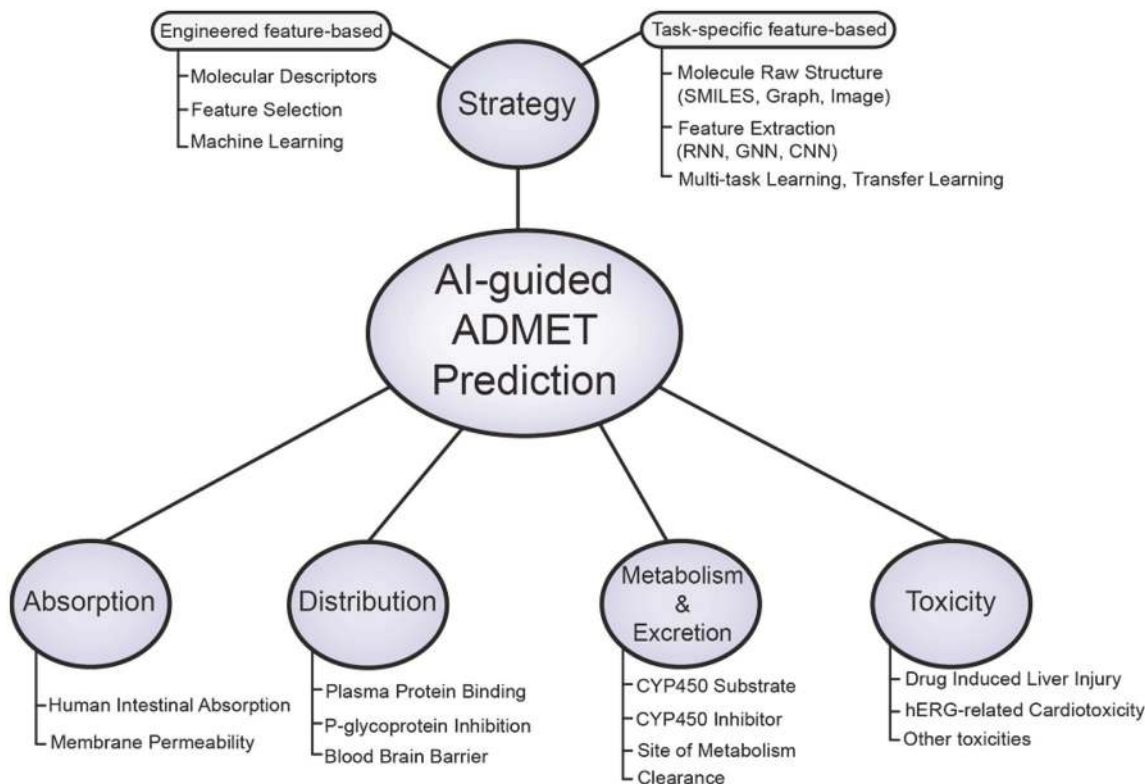 Engineered feature-based
Molecular Descriptors
Feature Selection
Machine Learning
Strategy
Task-specific feature-based
Molecule Raw Structure
(SMILES, Graph, Image)
Feature Extraction
(RNN, GNN, CNN)
Multi-task Learning, Transfer Learning
AI-guided
ADMET
Prediction
Absorption
Human Intestinal Absorption
Membrane Permeability
Distribution
Plasma Protein Binding
P-glycoprotein Inhibition
Blood Brain Barrier
Metabolism
&
Excretion
CYP450 Substrate
CYP450 Inhibitor
Site of Metabolism
Clearance
Toxicity
Drug Induced Liver Injury
hERG-related Cardiotoxicity
Other toxicities